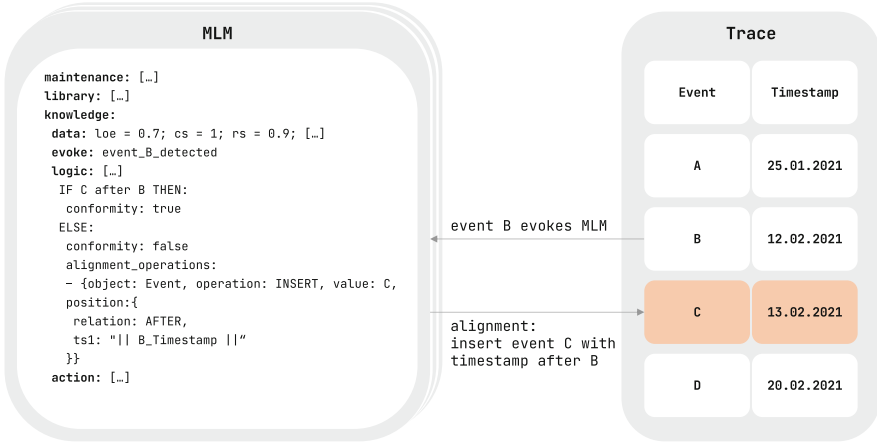 MLM
maintenance: […]
library: […]
knowledge:
data: loe = 0.7; cs = 1; rs = 0.9; […]
evoke: event_B_detected
logic: […]
IF C after B THEN:
conformity: true
ELSE:
conformity: false
alignment_operations:
– {object: Event, operation: INSERT, value: C,
position:{
relation: AFTER,
ts1: "|| B_Timestamp ||“
}}
action: […]
event B evokes MLM
alignment:
insert event C with
timestamp after B
Trace
Event Timestamp
A 25.01.2021
B 12.02.2021
C 13.02.2021
D 20.02.2021